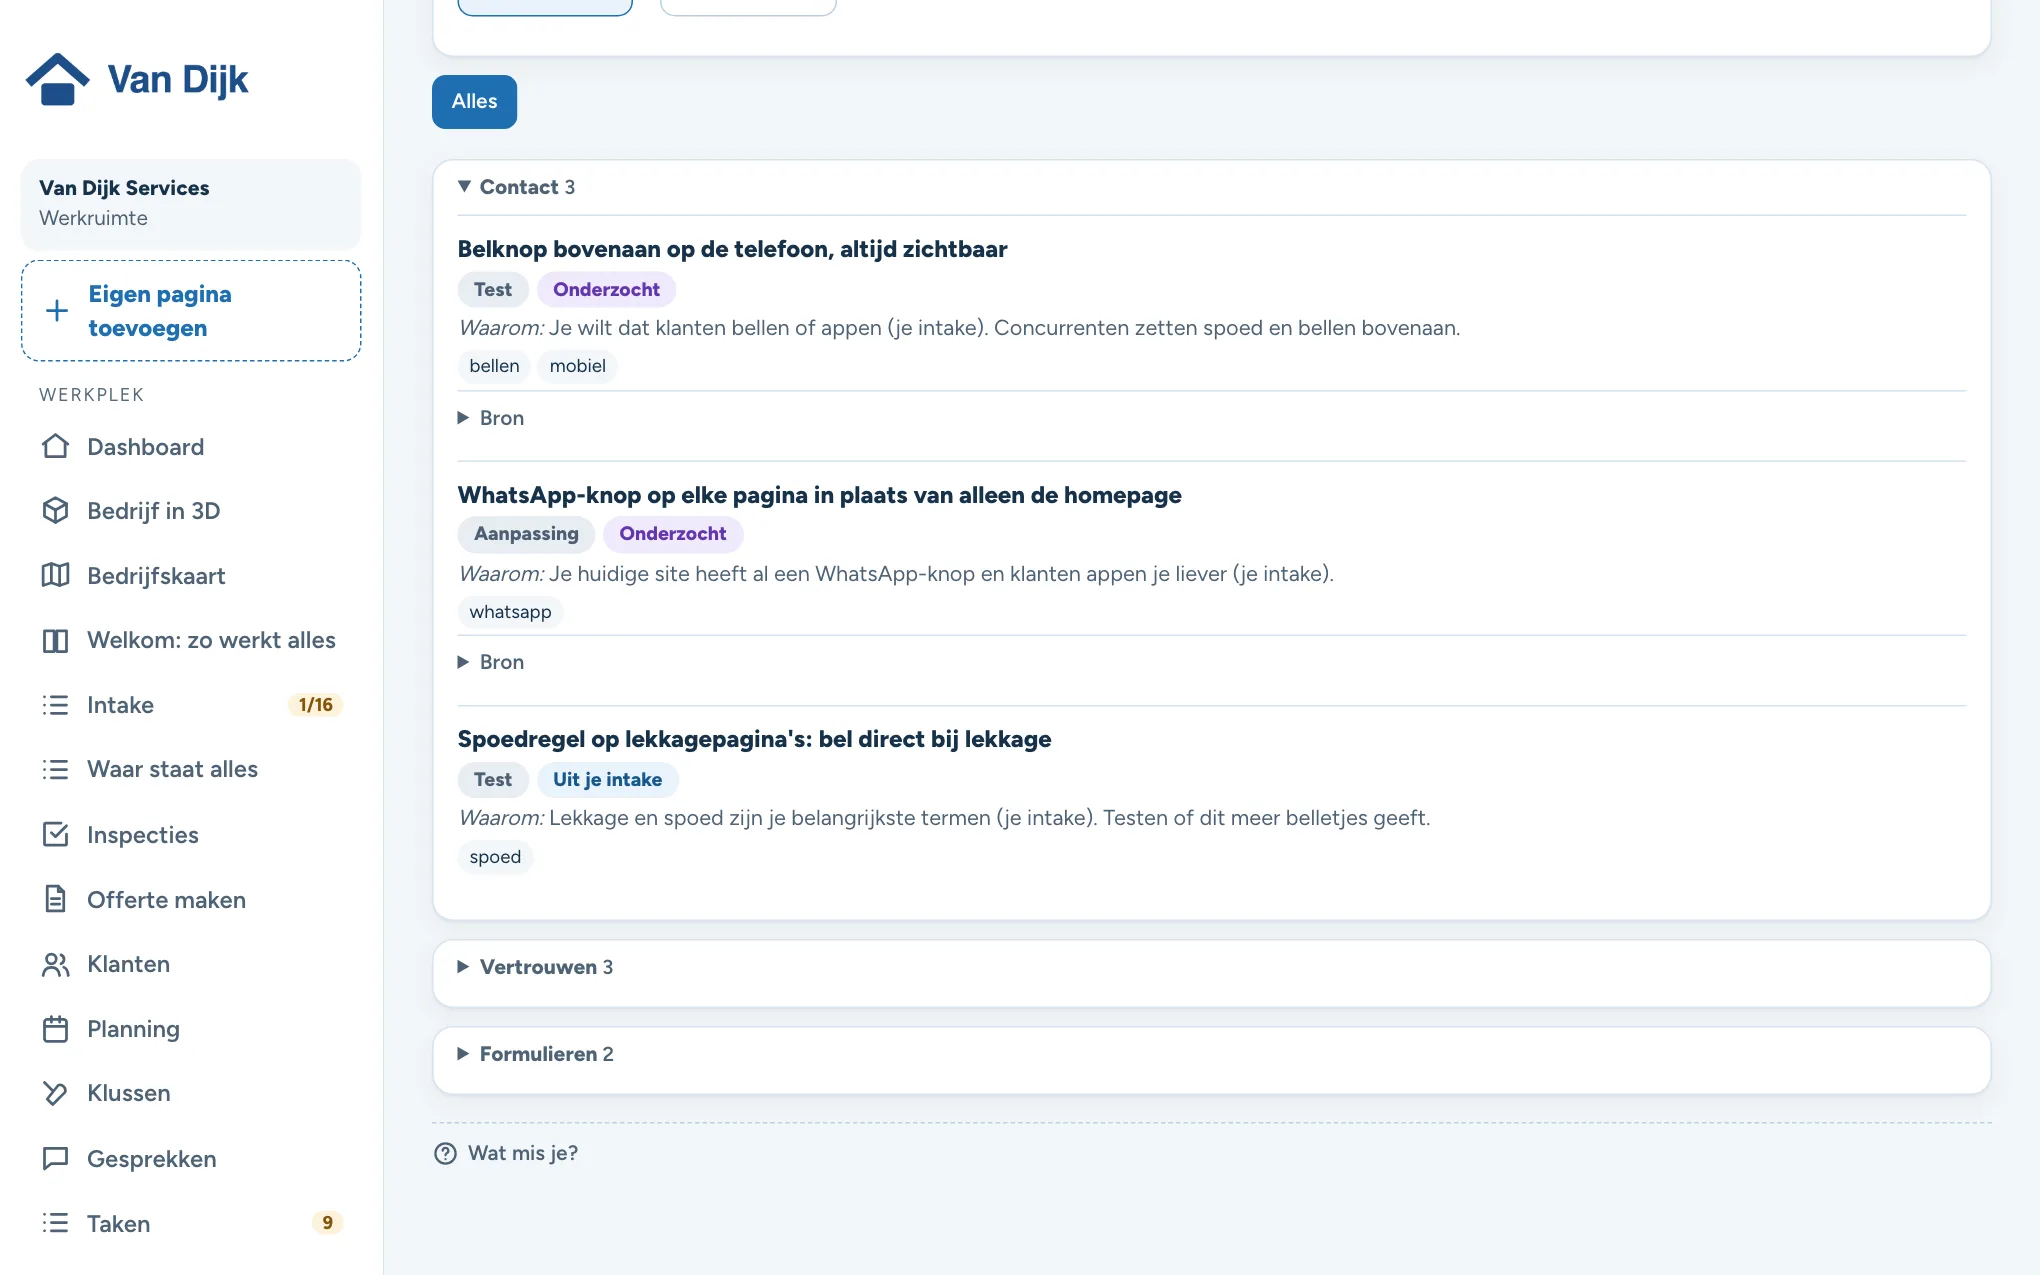 Van Dijk
Van Dijk Services
Werkruimte
Eigen pagina
toevoegen
WERKPLEK
Dashboard
Bedrijf in 3D
Bedrijfskaart
Welkom: zo werkt alles
Intake 1/16
Waar staat alles
Inspecties
Offerte maken
Klanten
Planning
Klussen
Gesprekken
Taken 9
Alles
Contact 3
Belknop bovenaan op de telefoon, altijd zichtbaar
Test Onderzocht
Waarom: Je wilt dat klanten bellen of appen (je intake). Concurrenten zetten spoed en bellen bovenaan.
bellen mobiel
Bron
WhatsApp-knop op elke pagina in plaats van alleen de homepage
Aanpassing Onderzocht
Waarom: Je huidige site heeft al een WhatsApp-knop en klanten appen je liever (je intake).
whatsapp
Bron
Spoedregel op lekkagepagina's: bel direct bij lekkage
Test Uit je intake
Waarom: Lekkage en spoed zijn je belangrijkste termen (je intake). Testen of dit meer belletjes geeft.
spoed
Vertrouwen 3
Formulieren 2
Wat mis je?